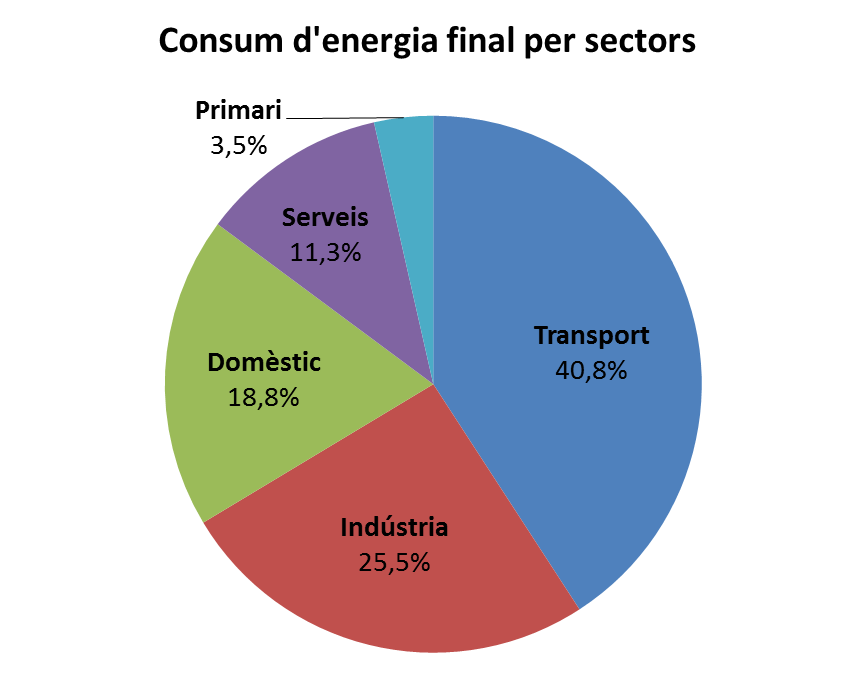 Consum d'energia final per sectors
Primari
3,5%
Serveis
11,3%
Transport
40,8%
Domèstic
18,8%
Indústria
25,5%